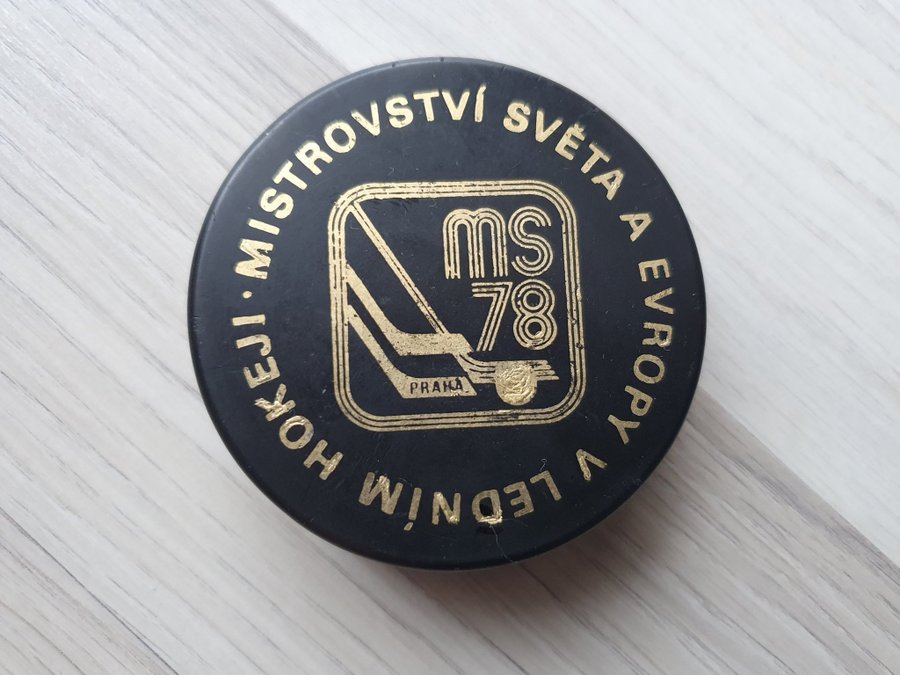 MISTROVSTVÍ SVĚTA A EVROPY V LEDNÍM HOKEJI ·
MS
78
PRAHA